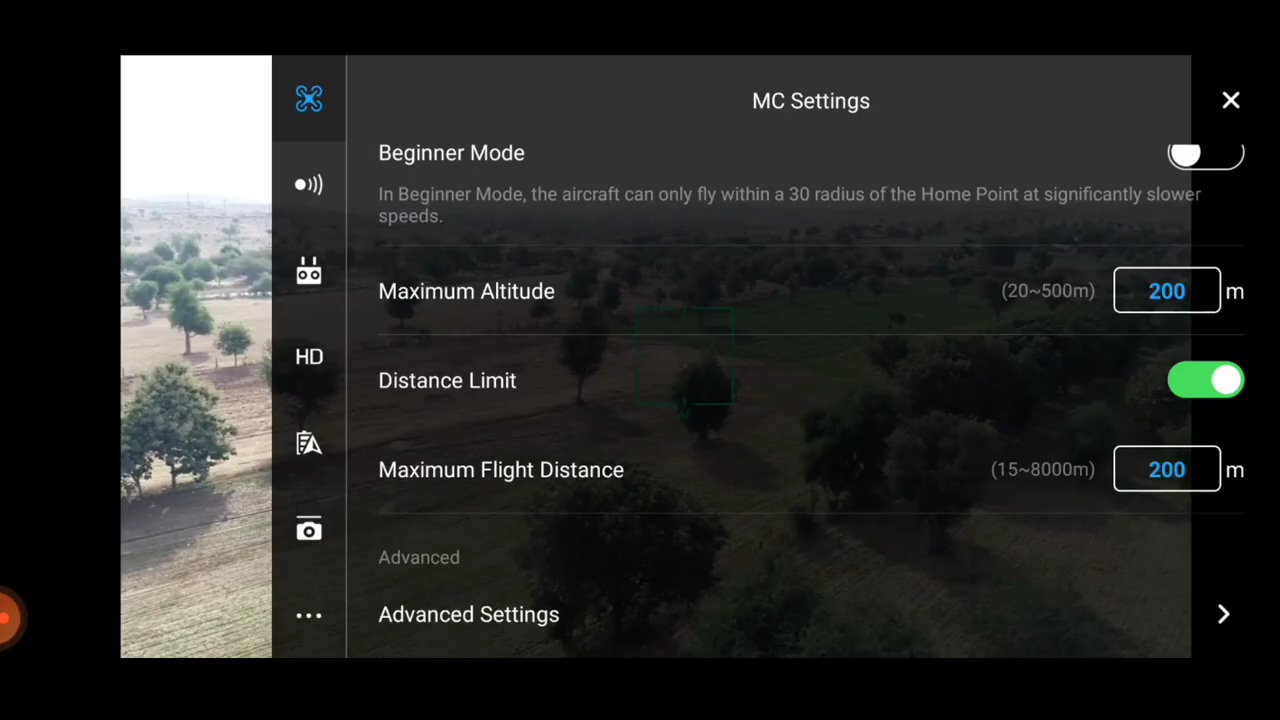 MC Settings
Beginner Mode
In Beginner Mode, the aircraft can only fly within a 30 radius of the Home Point at significantly slower
speeds.
Maximum Altitude (20~500m) 200 m
Distance Limit
HD
Maximum Flight Distance (15~8000m) 200 m
Advanced
Advanced Settings